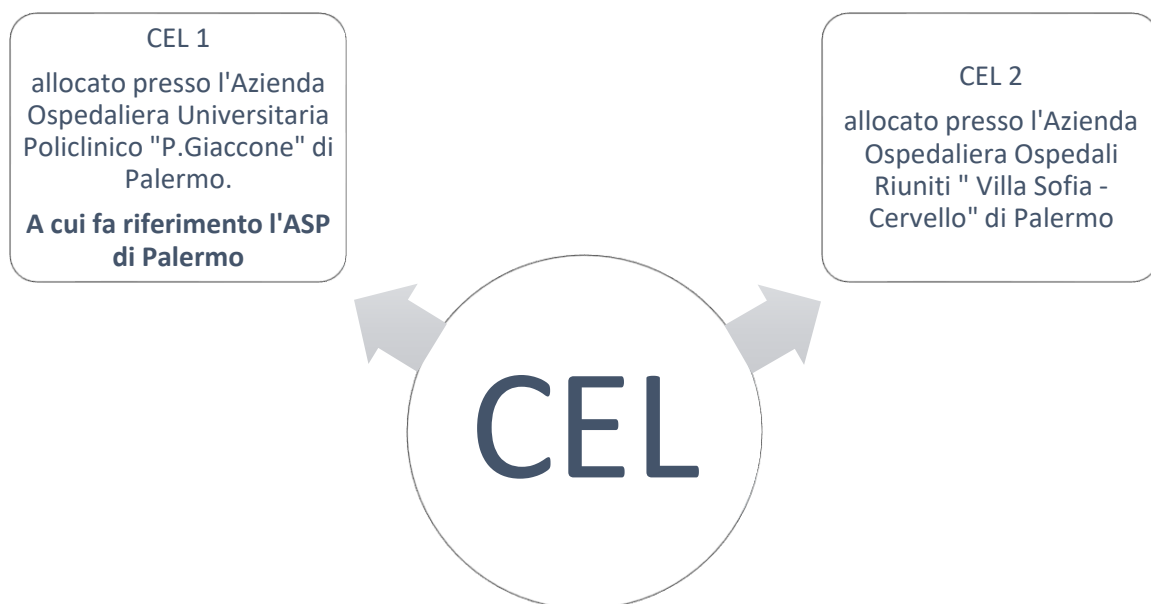 CEL 1
allocato presso l'Azienda
Ospedaliera Universitaria
Policlinico "P.Giaccone" di
Palermo.
A cui fa riferimento l'ASP
di Palermo
CEL 2
allocato presso l'Azienda
Ospedaliera Ospedali
Riuniti " Villa Sofia -
Cervello" di Palermo
CEL